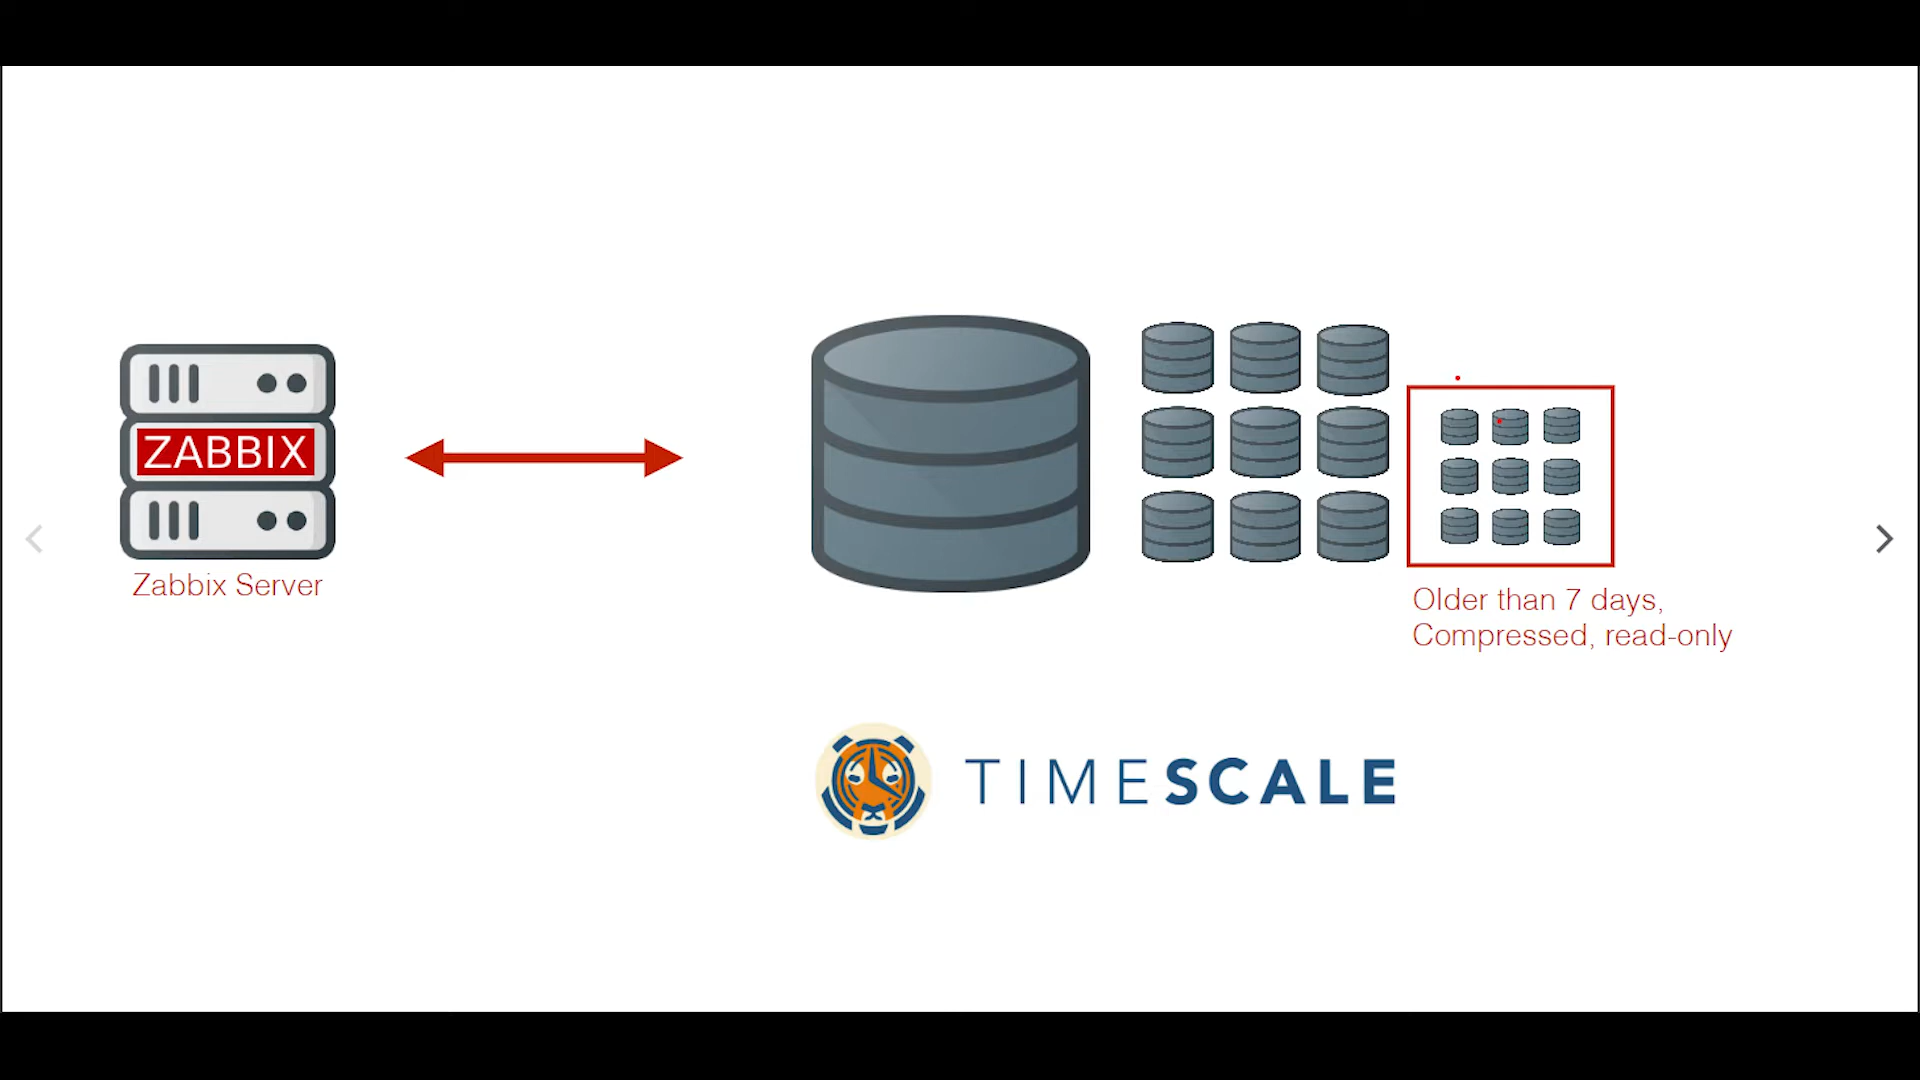 ZABBIX
Zabbix Server
Older than 7 days,
Compressed, read-only
TIMESCALE